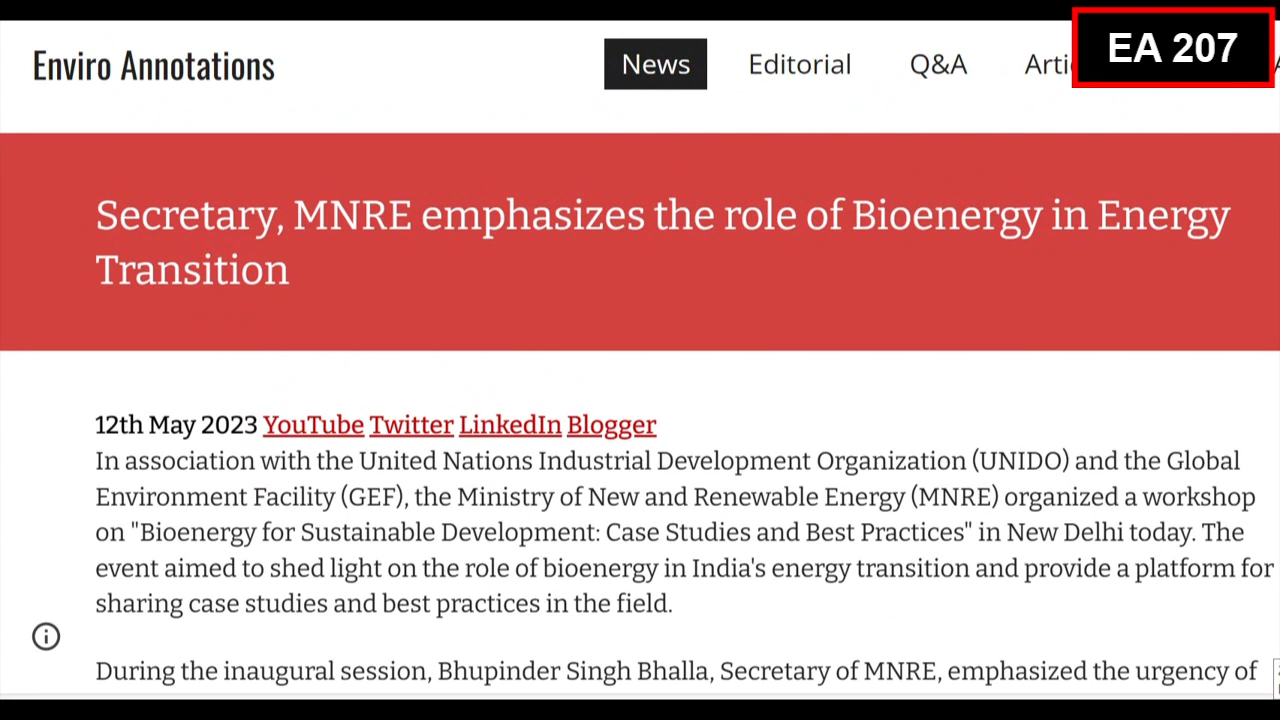 Enviro Annotations
News
Editorial
Q&A
EA 207
Secretary, MNRE emphasizes the role of Bioenergy in Energy
Transition
12th May 2023 YouTube Twitter LinkedIn Blogger
In association with the United Nations Industrial Development Organization (UNIDO) and the Global
Environment Facility (GEF), the Ministry of New and Renewable Energy (MNRE) organized a workshop
on "Bioenergy for Sustainable Development: Case Studies and Best Practices" in New Delhi today. The
event aimed to shed light on the role of bioenergy in India's energy transition and provide a platform for
sharing case studies and best practices in the field.
During the inaugural session, Bhupinder Singh Bhalla, Secretary of MNRE, emphasized the urgency of